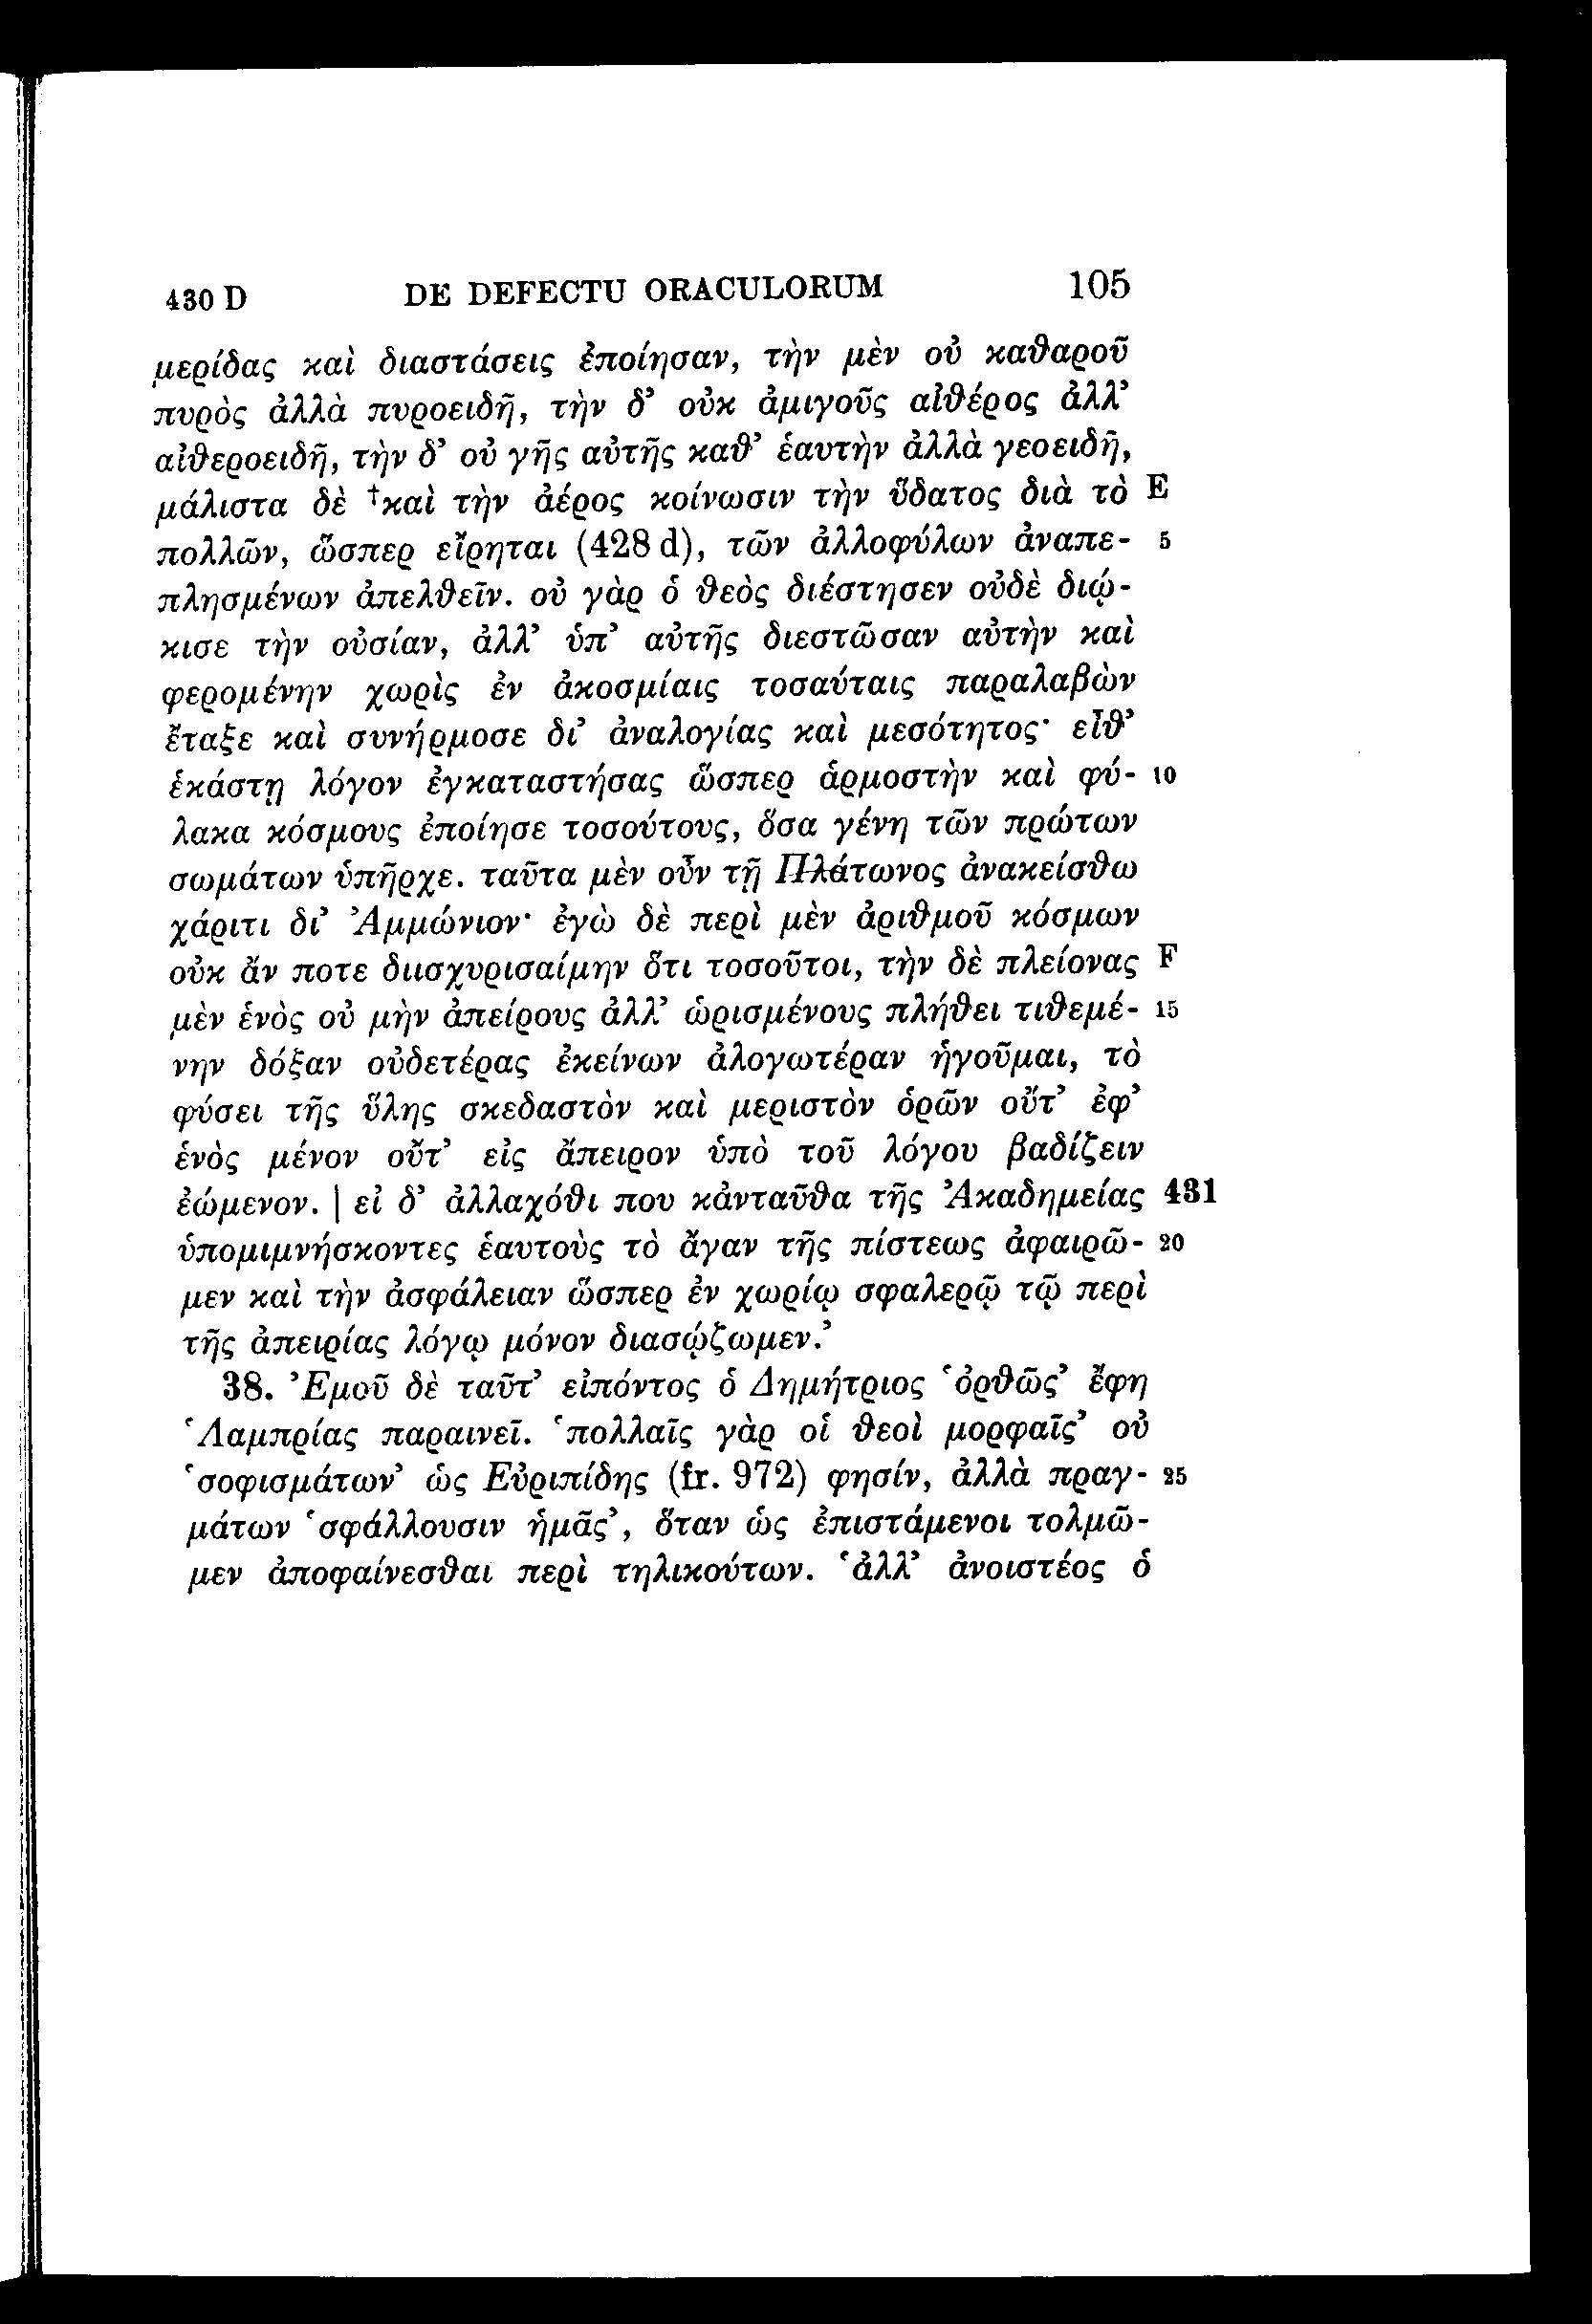 430 D DE DEFECTU ORACULORUM 105
μερίδας καὶ διαστάσεις ἐποίησαν, τὴν μὲν οὐ καθαροῦ
πυρὸς ἀλλὰ πυροειδῆ, τὴν δ’ οὐκ ἀμιγοῦς αἰθέρος ἀλλ’
αἰθεροειδῆ, τὴν δ’ οὐ γῆς αὐτῆς καθ’ ἑαυτὴν ἀλλὰ γεοειδῆ,
μάλιστα δὲ †καὶ τὴν ἀέρος κοίνωσιν τὴν ὕδατος διὰ τὸ E
πολλῶν, ὥσπερ εἴρηται (428 d), τῶν ἀλλοφύλων ἀναπε- 5
πλησμένων ἀπελθεῖν. οὐ γὰρ ὁ θεὸς διέστησεν οὐδὲ διῴ-
κισε τὴν οὐσίαν, ἀλλ’ ὑπ’ αὐτῆς διεστῶσαν αὐτὴν καὶ
φερομένην χωρὶς ἐν ἀκοσμίαις τοσαύταις παραλαβὼν
ἔταξε καὶ συνήρμοσε δι’ ἀναλογίας καὶ μεσότητος· εἶθ’
ἑκάστῃ λόγον ἐγκαταστήσας ὥσπερ ἁρμοστὴν καὶ φύ- 10
λακα κόσμους ἐποίησε τοσούτους, ὅσα γένη τῶν πρώτων
σωμάτων ὑπῆρχε. ταῦτα μὲν οὖν τῇ Πλάτωνος ἀνακείσθω
χάριτι δι’ Ἀμμώνιον· ἐγὼ δὲ περὶ μὲν ἀριθμοῦ κόσμων
οὐκ ἄν ποτε διισχυρισαίμην ὅτι τοσοῦτοι, τὴν δὲ πλείονας F
μὲν ἑνὸς οὐ μὴν ἀπείρους ἀλλ’ ὡρισμένους πλήθει τιθεμέ- 15
νην δόξαν οὐδετέρας ἐκείνων ἀλογωτέραν ἡγοῦμαι, τὸ
φύσει τῆς ὕλης σκεδαστὸν καὶ μεριστὸν ὁρῶν οὔτ’ ἐφ’
ἑνὸς μένον οὔτ’ εἰς ἄπειρον ὑπὸ τοῦ λόγου βαδίζειν
ἐώμενον. | εἰ δ’ ἀλλαχόθι που κἀνταῦθα τῆς Ἀκαδημείας 431
ὑπομιμνήσκοντες ἑαυτοὺς τὸ ἄγαν τῆς πίστεως ἀφαιρῶ- 20
μεν καὶ τὴν ἀσφάλειαν ὥσπερ ἐν χωρίῳ σφαλερῷ τῷ περὶ
τῆς ἀπειρίας λόγῳ μόνον διασῴζωμεν.’
38. Ἐμοῦ δὲ ταῦτ’ εἰπόντος ὁ Δημήτριος ‘ὀρθῶς’ ἔφη
‘Λαμπρίας παραινεῖ. ‘πολλαῖς γὰρ οἱ θεοὶ μορφαῖς’ οὐ
‘σοφισμάτων’ ὡς Εὐριπίδης (fr. 972) φησίν, ἀλλὰ πραγ- 25
μάτων ‘σφάλλουσιν ἡμᾶς’, ὅταν ὡς ἐπιστάμενοι τολμῶ-
μεν ἀποφαίνεσθαι περὶ τηλικούτων. ‘ἀλλ’ ἀνοιστέος ὁ